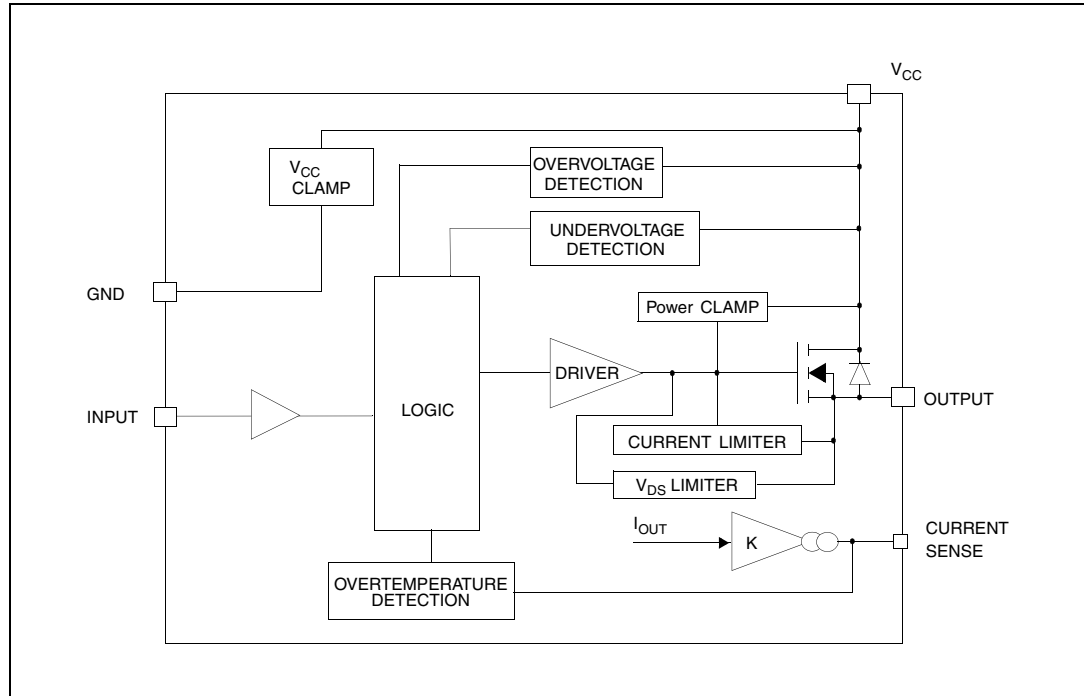 VCC
VCC
CLAMP
OVERVOLTAGE
DETECTION
UNDERVOLTAGE
DETECTION
GND
Power CLAMP
DRIVER
LOGIC
INPUT
OUTPUT
CURRENT LIMITER
VDS LIMITER
IOUT
K
CURRENT
SENSE
OVERTEMPERATURE
DETECTION